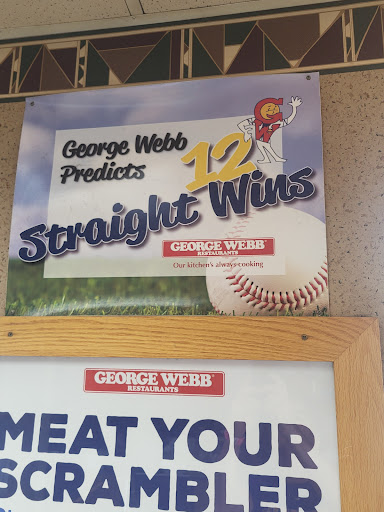 George Webb
Predicts 12
Straight Wins
GEORGE WEBB
RESTAURANTS
Our kitchen's always cooking
GEORGE WEBB
RESTAURANTS
MEAT YOUR
SCRAMBLER